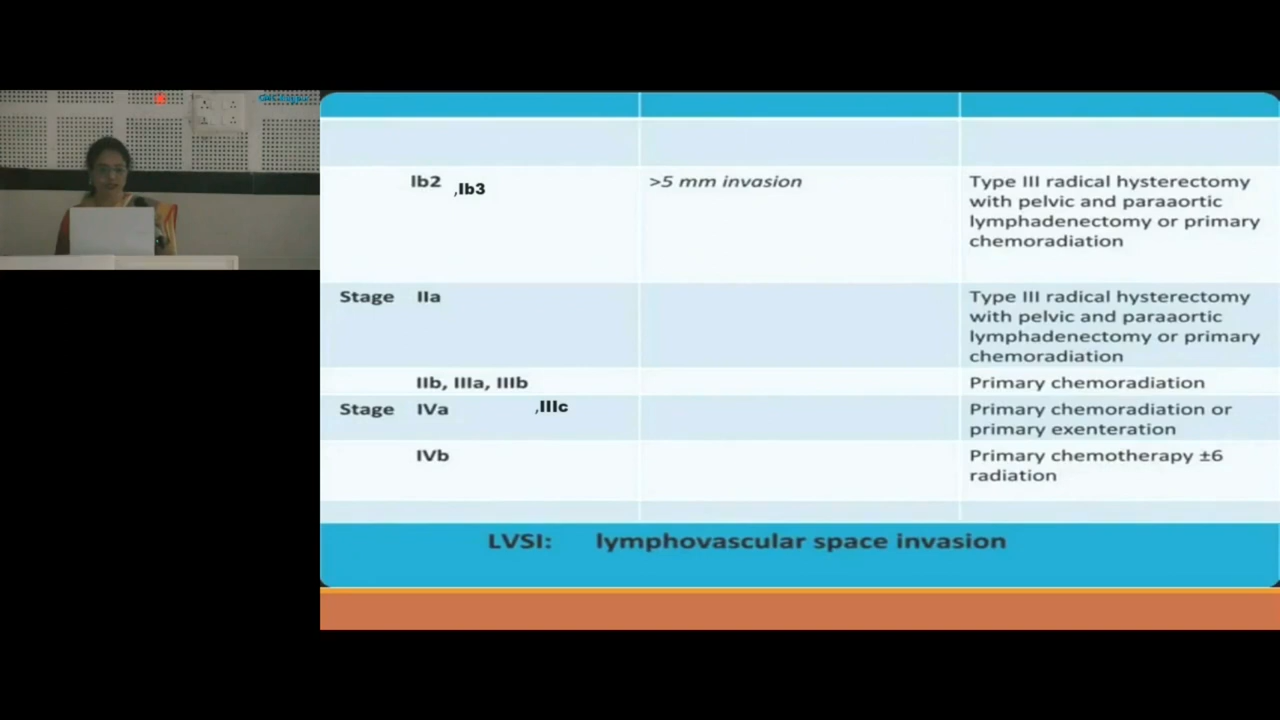 Ib2 ,Ib3
>5 mm invasion
Type III radical hysterectomy
with pelvic and paraaortic
lymphadenectomy or primary
chemoradiation
Stage IIa
Type III radical hysterectomy
with pelvic and paraaortic
lymphadenectomy or primary
chemoradiation
IIb, IIIa, IIIb
Primary chemoradiation
Stage IVa ,IIIc
Primary chemoradiation or
primary exenteration
IVb
Primary chemotherapy ±6
radiation
LVSI: lymphovascular space invasion